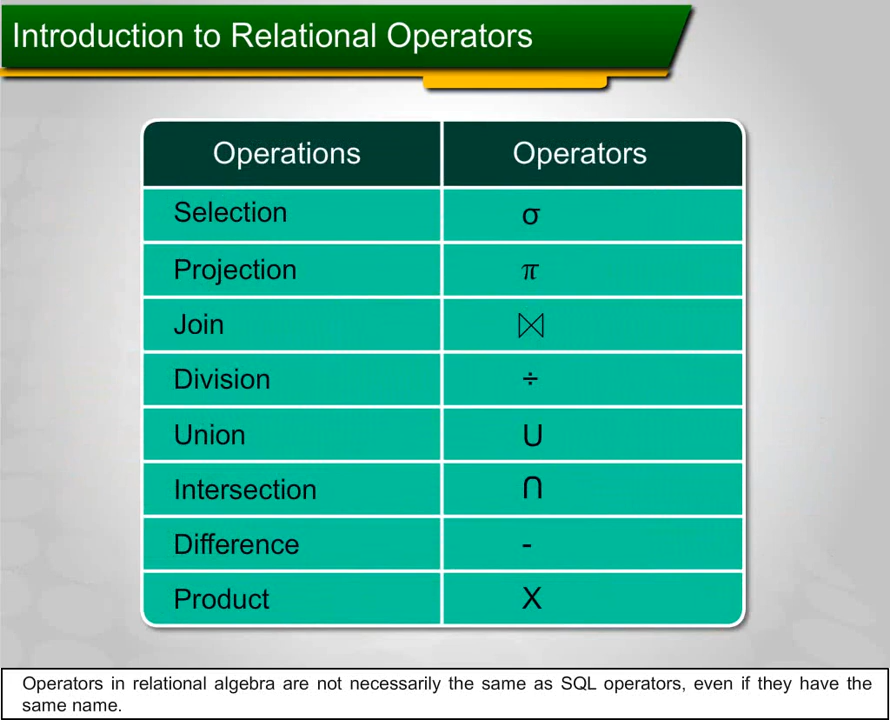 Introduction to Relational Operators
Operations Operators
Selection σ
Projection π
Join ⋈
Division ÷
Union ∪
Intersection ∩
Difference -
Product X
Operators in relational algebra are not necessarily the same as SQL operators, even if they have the
same name.